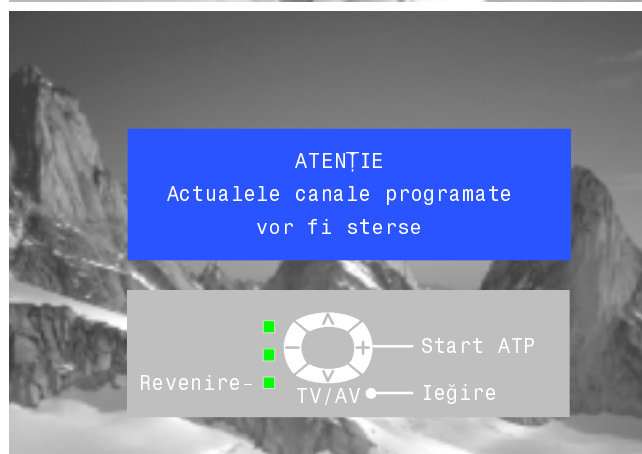 ATENȚIE
Actualele canale programate
vor fi sterse
Start ATP
Revenire
TV/AV
Ieğire